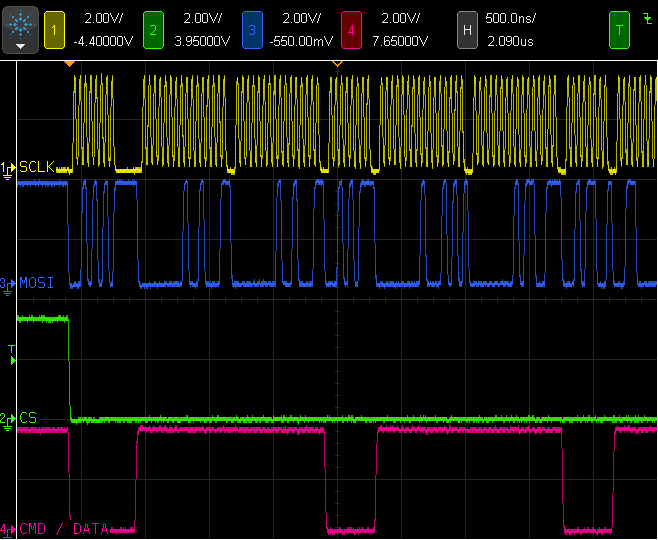 1 2.00V/ 2 2.00V/ 3 2.00V/ 4 2.00V/ H 500.0ns/ T
-4.40000V 3.95000V -550.00mV 7.65000V 2.090us
1 SCLK
3 MOSI
T
2 CS
4 CMD / DATA